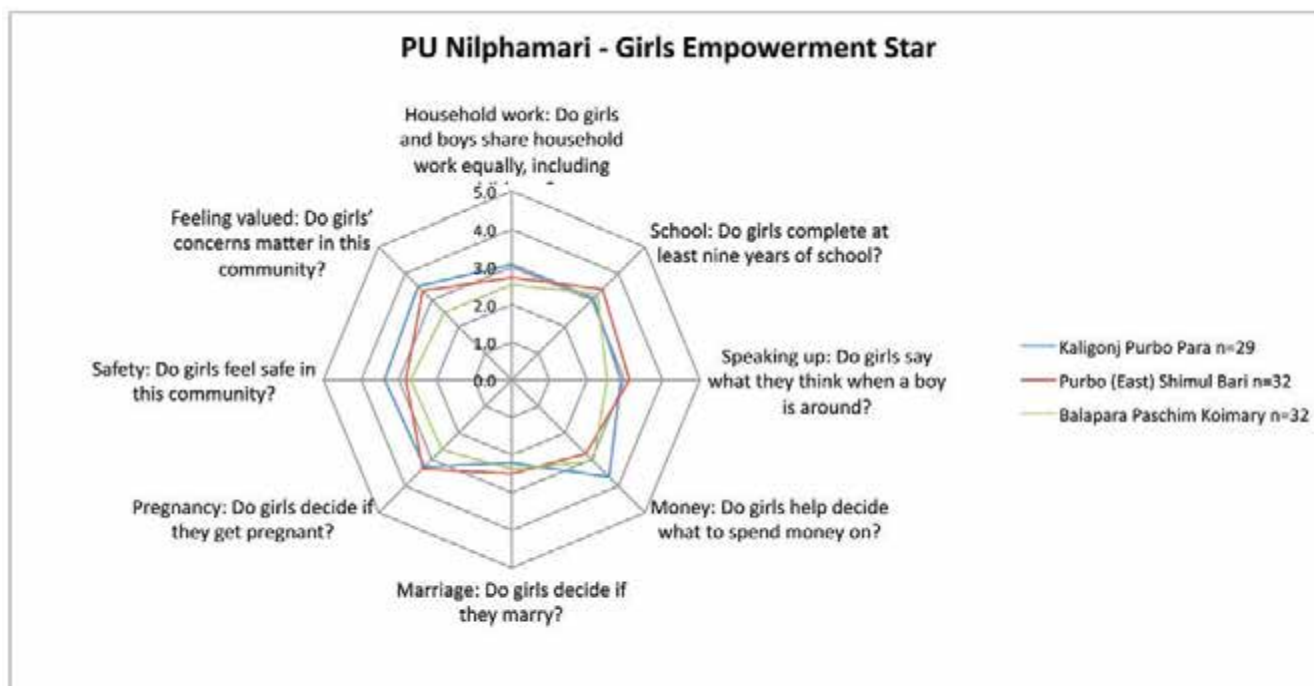 PU Nilphamari - Girls Empowerment Star
Household work: Do girls
and boys share household
work equally, including
School: Do girls complete at
least nine years of school?
Speaking up: Do girls say
what they think when a boy
is around?
Money: Do girls help decide
what to spend money on?
Marriage: Do girls decide if
they marry?
Pregnancy: Do girls decide if
they get pregnant?
Safety: Do girls feel safe in
this community?
Feeling valued: Do girls'
concerns matter in this
community?
5.0
4.0
3.0
2.0
1.0
0.0
Kaligonj Purbo Para n=29
Purbo (East) Shimul Bari n=32
Balapara Paschim Koimary n=32